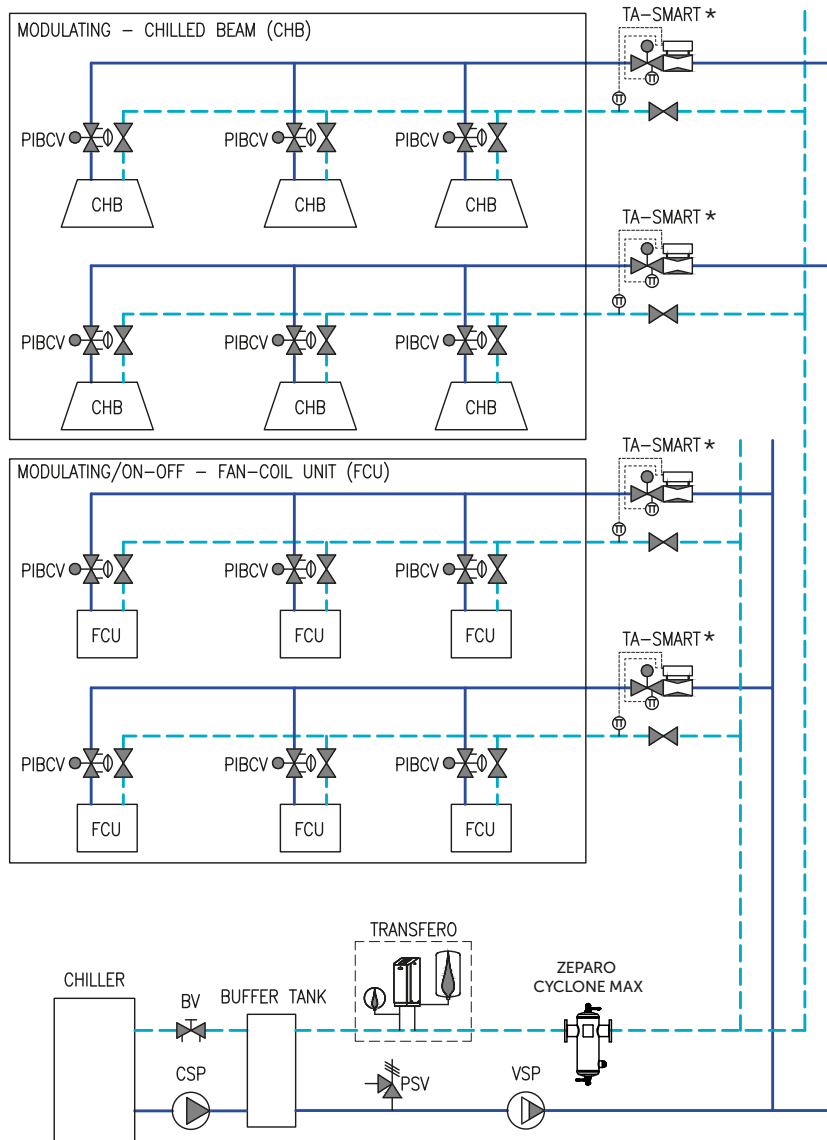 TA-SMART *
MODULATING - CHILLED BEAM (CHB)
π
π
PIBCV PIBCV PIBCV
CHB CHB CHB
TA-SMART *
π
π
PIBCV PIBCV PIBCV
CHB CHB CHB
TA-SMART *
MODULATING/ON-OFF - FAN-COIL UNIT (FCU)
π
π
PIBCV PIBCV PIBCV
FCU FCU FCU
TA-SMART *
π
π
PIBCV PIBCV PIBCV
FCU FCU FCU
TRANSFERO
ZEPARO
CYCLONE MAX
CHILLER
BV
BUFFER TANK
CSP
PSV
VSP